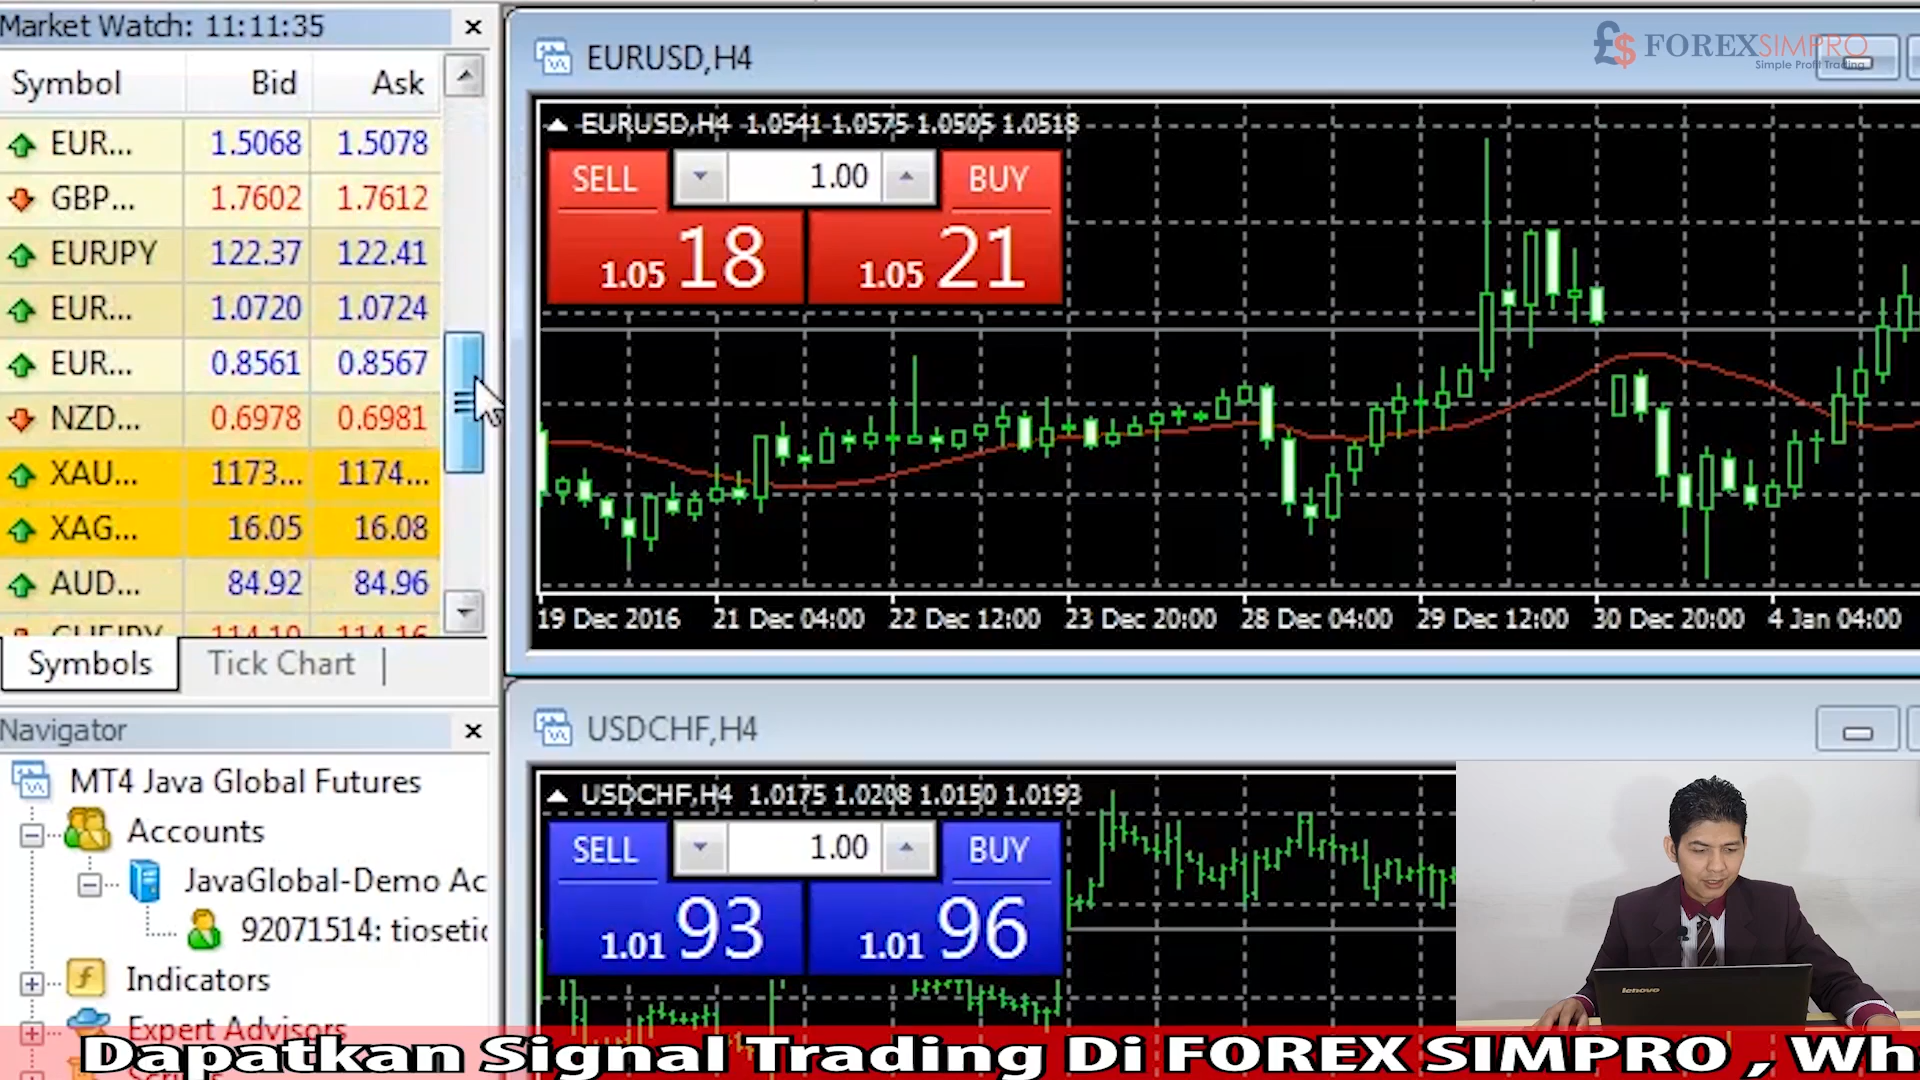 Market Watch: 11:11:35
Symbol Bid Ask
EUR... 1.5068 1.5078
GBP... 1.7602 1.7612
EURJPY 122.37 122.41
EUR... 1.0720 1.0724
EUR... 0.8561 0.8567
NZD... 0.6978 0.6981
XAU... 1173... 1174...
XAG... 16.05 16.08
AUD... 84.92 84.96
CHFJPY 114.10 114.16
Symbols Tick Chart
Navigator
MT4 Java Global Futures
Accounts
JavaGlobal-Demo Ac
92071514: tiosetic
Indicators
Expert Advisors
Scripts
EURUSD,H4
£$ FOREXSIMPRO
Simple Profit Trading
EURUSD,H4 1.0541 1.0575 1.0505 1.0518
SELL 1.00 BUY
1.05 18 1.05 21
19 Dec 2016 21 Dec 04:00 22 Dec 12:00 23 Dec 20:00 28 Dec 04:00 29 Dec 12:00 30 Dec 20:00 4 Jan 04:00
USDCHF,H4
USDCHF,H4 1.0175 1.0208 1.0150 1.0193
SELL 1.00 BUY
1.01 93 1.01 96
lenovo
Dapatkan Signal Trading Di FOREX SIMPRO , Wh